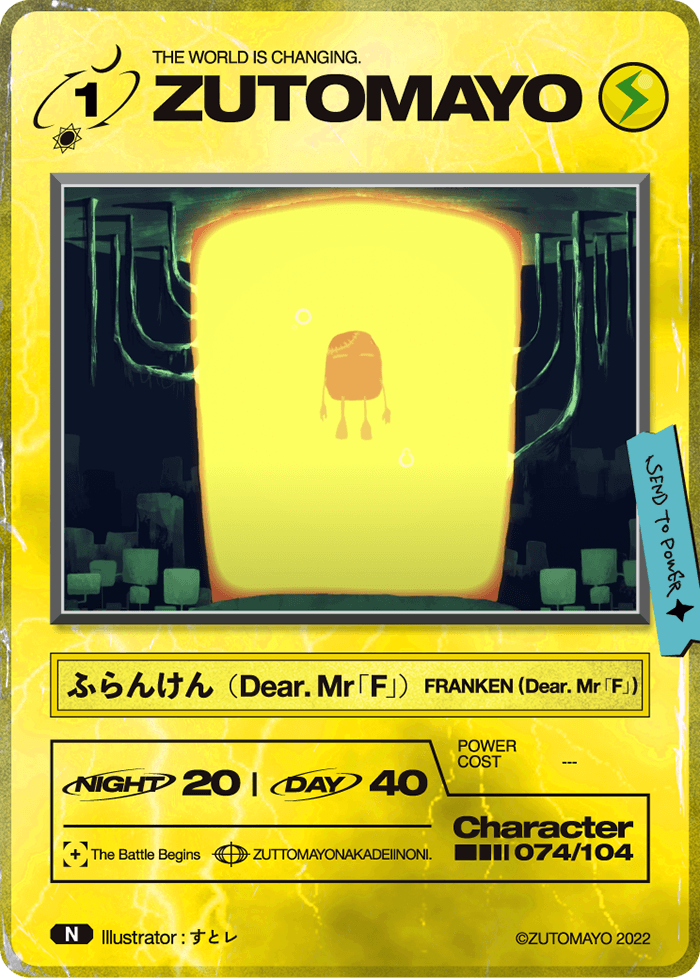 THE WORLD IS CHANGING.
1 ZUTOMAYO
SEND TO POWER
ふらんけん（Dear. Mr「F」） FRANKEN (Dear. Mr「F」)
POWER
COST ---
NIGHT 20 | DAY 40
Character
The Battle Begins ZUTTOMAYONAKADEIINONI.
074/104
N Illustrator : すとレ
©ZUTOMAYO 2022